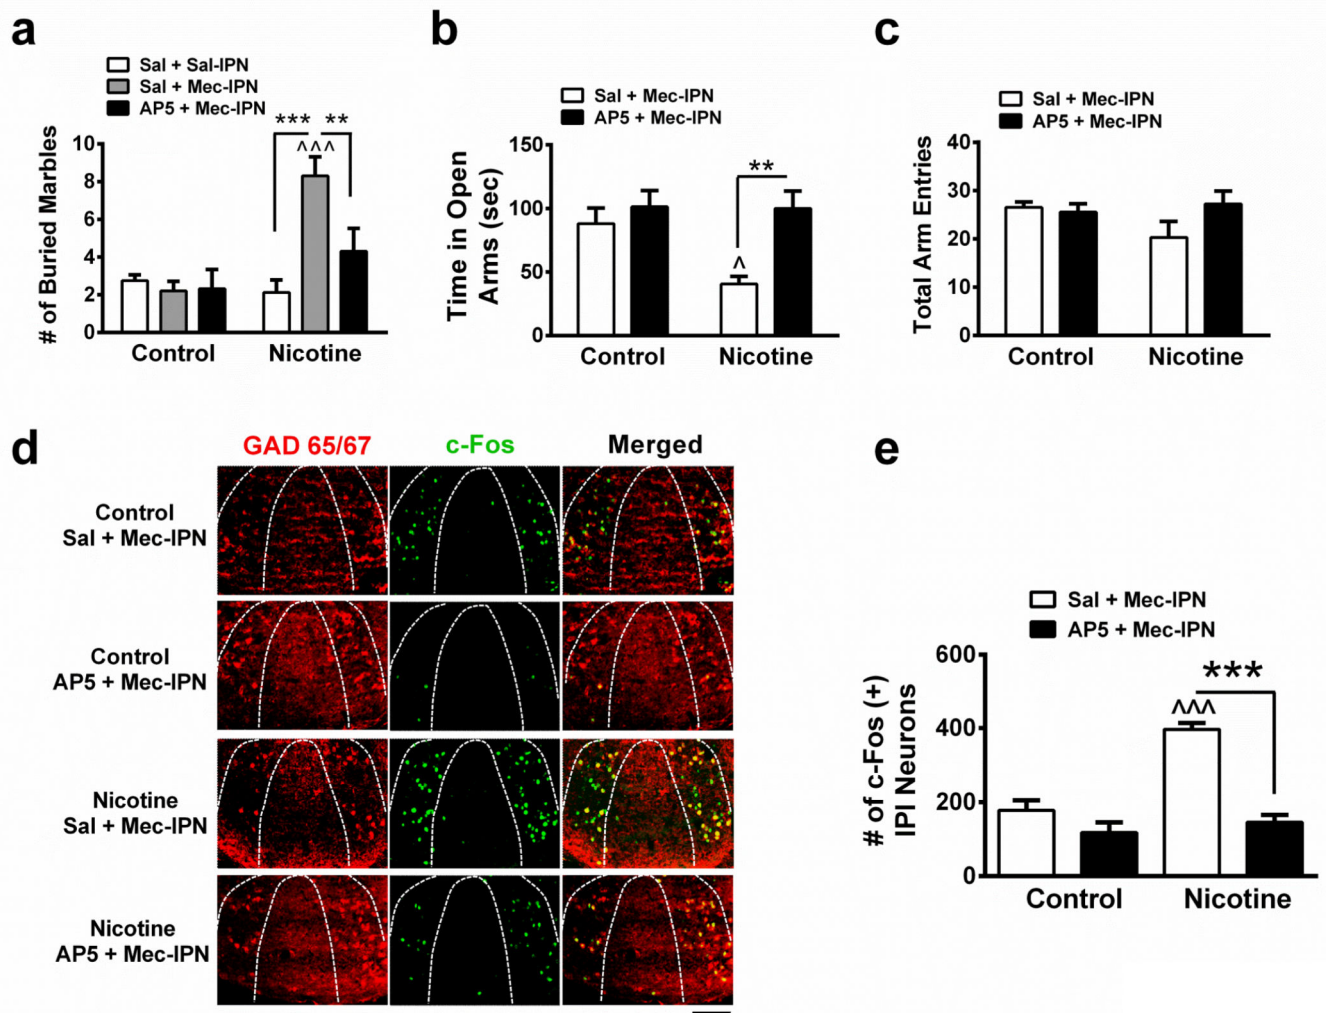 a
Sal + Sal-IPN
Sal + Mec-IPN
AP5 + Mec-IPN
*** **
^^^
# of Buried Marbles
10
8
6
4
2
0
Control Nicotine
b
Sal + Mec-IPN
AP5 + Mec-IPN
Time in Open
Arms (sec)
150
100
50
0
**
^
Control Nicotine
c
Sal + Mec-IPN
AP5 + Mec-IPN
Total Arm Entries
40
30
20
10
0
Control Nicotine
d
GAD 65/67 c-Fos Merged
Control
Sal + Mec-IPN
Control
AP5 + Mec-IPN
Nicotine
Sal + Mec-IPN
Nicotine
AP5 + Mec-IPN
e
Sal + Mec-IPN
AP5 + Mec-IPN
# of c-Fos (+)
IPI Neurons
600
400
200
0
***
^^^
Control Nicotine